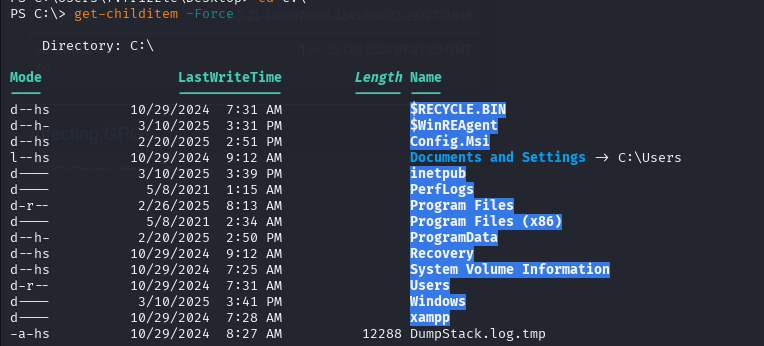 PS C:\> get-childitem -Force
Directory: C:\
Mode LastWriteTime Length Name
d--hs 10/29/2024 7:31 AM $RECYCLE.BIN
d--h- 3/10/2025 3:31 PM $WinREAgent
d--hs 2/20/2025 2:51 PM Config.Msi
l--hs 10/29/2024 9:12 AM Documents and Settings -> C:\Users
d---- 3/10/2025 3:39 PM inetpub
d---- 5/8/2021 1:15 AM PerfLogs
d-r-- 2/26/2025 8:13 AM Program Files
d---- 5/8/2021 2:34 AM Program Files (x86)
d--h- 2/20/2025 2:50 PM ProgramData
d--hs 10/29/2024 9:12 AM Recovery
d--hs 10/29/2024 7:25 AM System Volume Information
d-r-- 10/29/2024 7:31 AM Users
d---- 3/10/2025 3:41 PM Windows
d---- 10/29/2024 7:28 AM xampp
-a-hs 10/29/2024 8:27 AM 12288 DumpStack.log.tmp